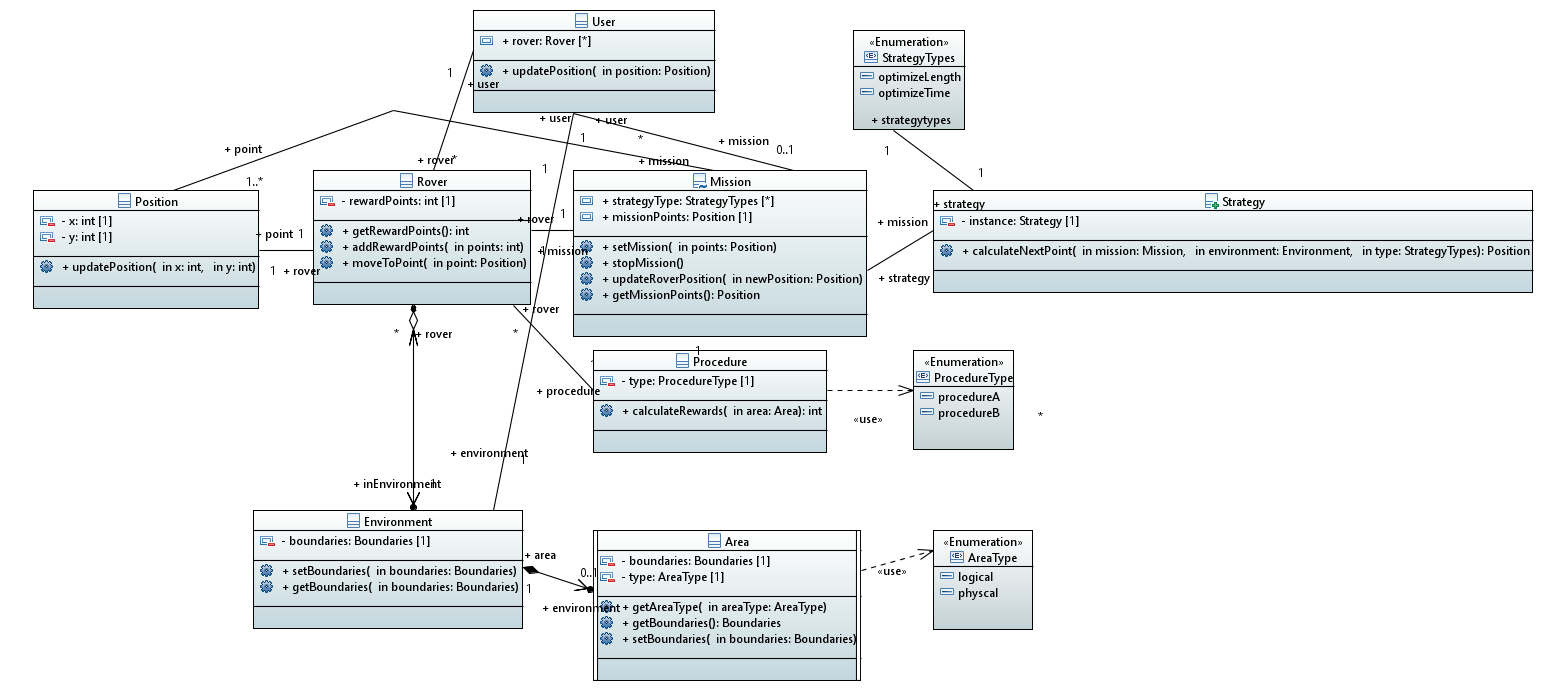 User
+ rover: Rover [*]
+ updatePosition( in position: Position)
«Enumeration»
StrategyTypes
optimizeLength
optimizeTime
+ strategytypes
1
+ user
+ user
+ user
1
*
+ mission
0..1
1
1
+ point
1..*
+ rover
*
1
+ mission
Position
- x: int [1]
- y: int [1]
+ updatePosition( in x: int, in y: int)
+ point
1
1
+ rover
Rover
- rewardPoints: int [1]
+ getRewardPoints(): int
+ addRewardPoints( in points: int)
+ moveToPoint( in point: Position)
+ rover
1
1
+ mission
Mission
+ strategyType: StrategyTypes [*]
+ missionPoints: Position [1]
+ setMission( in points: Position)
+ stopMission()
+ updateRoverPosition( in newPosition: Position)
+ getMissionPoints(): Position
+ strategy
+ mission
+ strategy
Strategy
- instance: Strategy [1]
+ calculateNextPoint( in mission: Mission, in environment: Environment, in type: StrategyTypes): Position
*
+ rover
+ rover
*
1
+ procedure
Procedure
- type: ProcedureType [1]
+ calculateRewards( in area: Area): int
«use»
«Enumeration»
ProcedureType
procedureA
procedureB
*
+ environment
1
+ inEnvironment
1
Environment
- boundaries: Boundaries [1]
+ setBoundaries( in boundaries: Boundaries)
+ getBoundaries( in boundaries: Boundaries)
+ area
0..1
1
+ environment
Area
- boundaries: Boundaries [1]
- type: AreaType [1]
+ getAreaType( in areaType: AreaType)
+ getBoundaries(): Boundaries
+ setBoundaries( in boundaries: Boundaries)
«use»
«Enumeration»
AreaType
logical
physcal